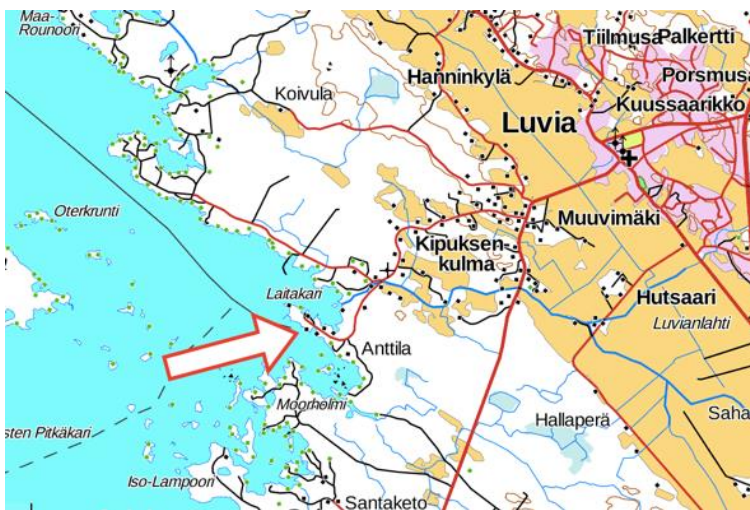 Maa-
Rounoori
Tiilmusa
Palkertti
Hanninkylä
Porsmusa
Koivula
Kuussaarikko
Luvia
Oterkrunti
Muuvimäki
Kipuksen-
kulma
Laitakari
Hutsaari
Luvianlahti
Anttila
Moorholmi
Hallaperä
Saha
sten Pitkäkari
Iso-Lampoori
Santaketo